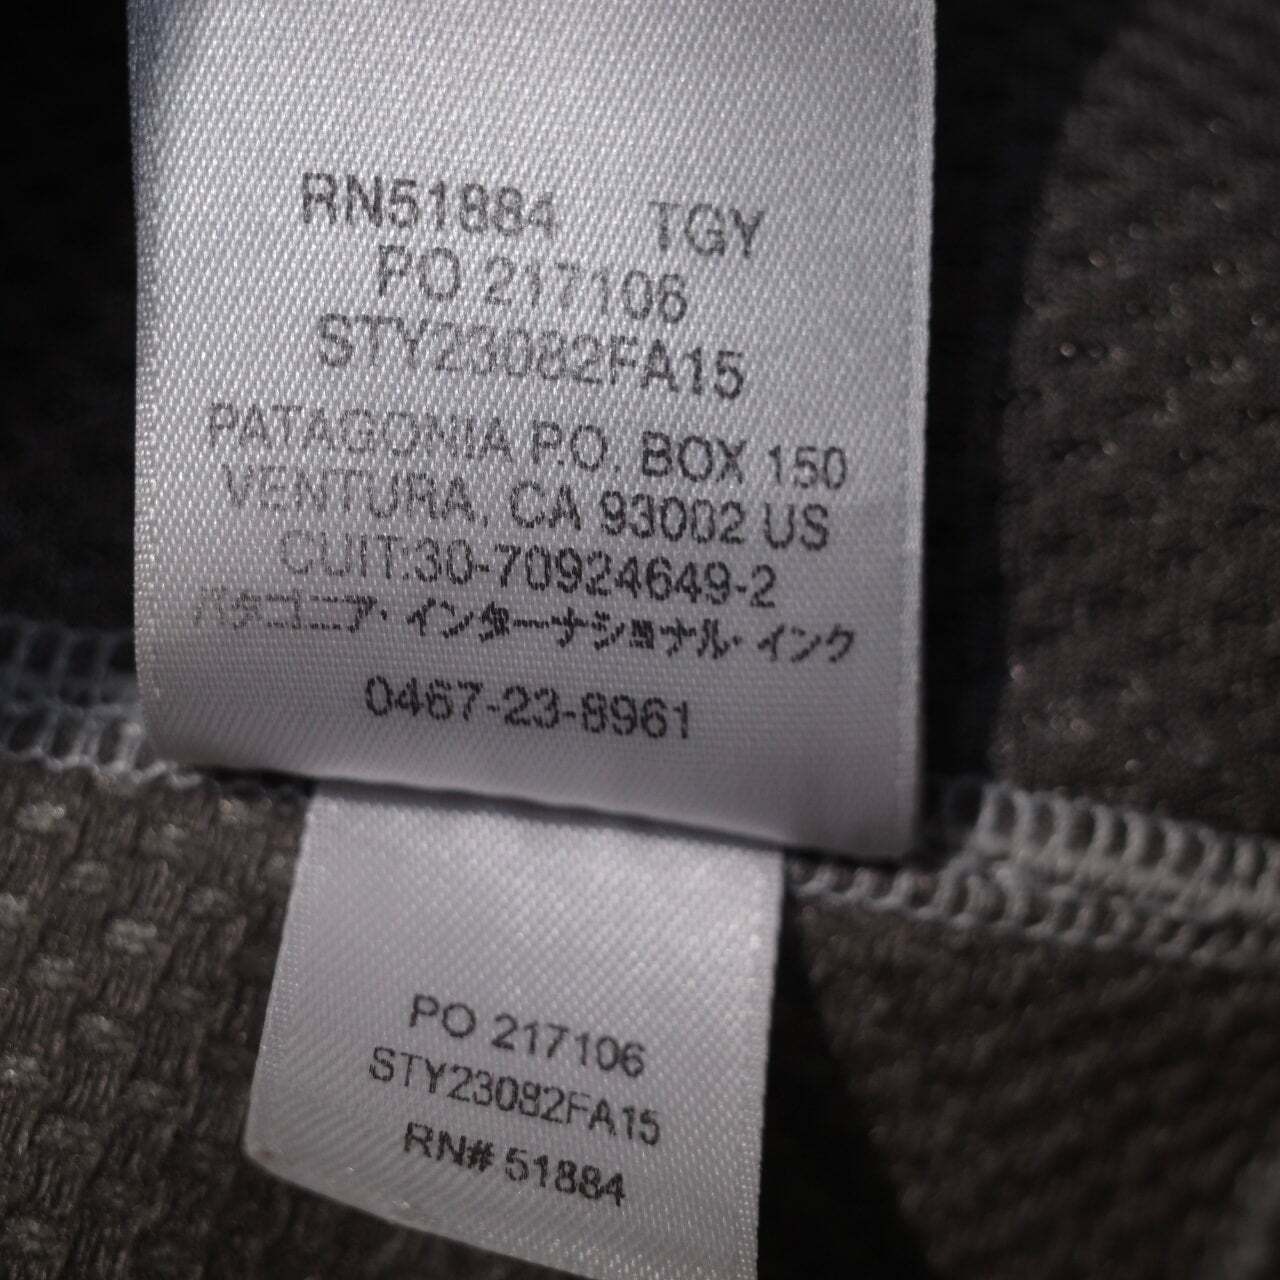 RN51884 TGY
PO 217106
STY23082FA15
PATAGONIA P.O. BOX 150
VENTURA, CA 93002 US
CUIT:30-70924649-2
パタゴニア・インターナショナル・インク
0467-23-8961
PO 217106
STY23082FA15
RN# 51884